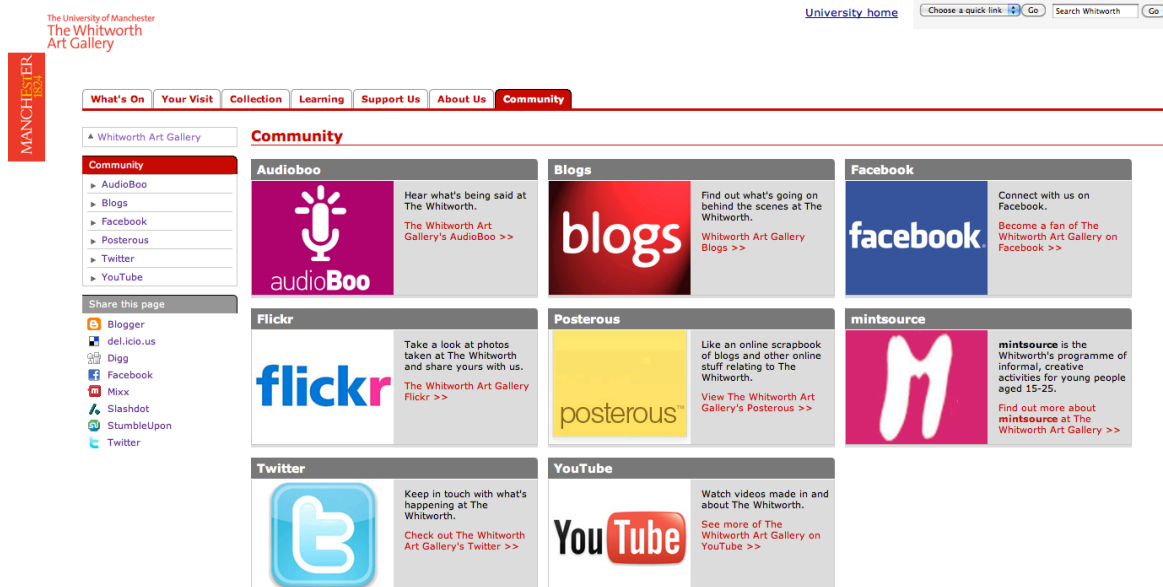 The University of Manchester
The Whitworth
Art Gallery
MANCHESTER
1824
University home
Choose a quick link
Go
Search Whitworth
Go
What's On
Your Visit
Collection
Learning
Support Us
About Us
Community
Whitworth Art Gallery
Community
AudioBoo
Blogs
Facebook
Posterous
Twitter
YouTube
Share this page
Blogger
del.icio.us
Digg
Facebook
Mixx
Slashdot
StumbleUpon
Twitter
Community
Audioboo
audioBoo
Hear what's being said at
The Whitworth.
The Whitworth Art
Gallery's AudioBoo >>
Blogs
blogs
Find out what's going on
behind the scenes at The
Whitworth.
Whitworth Art Gallery
Blogs >>
Facebook
facebook
Connect with us on
Facebook.
Become a fan of The
Whitworth Art Gallery on
Facebook >>
Flickr
flickr
Take a look at photos
taken at The Whitworth
and share yours with us.
The Whitworth Art Gallery
Flickr >>
Posterous
posterous™
Like an online scrapbook
of blogs and other online
stuff relating to The
Whitworth.
View The Whitworth Art
Gallery's Posterous >>
mintsource
m
mintsource is the
Whitworth's programme of
informal, creative
activities for young people
aged 15-25.
Find out more about
mintsource at The
Whitworth Art Gallery >>
Twitter
t
Keep in touch with what's
happening at The
Whitworth.
Check out The Whitworth
Art Gallery's Twitter >>
YouTube
YouTube
Watch videos made in and
about The Whitworth.
See more of The
Whitworth Art Gallery on
YouTube >>